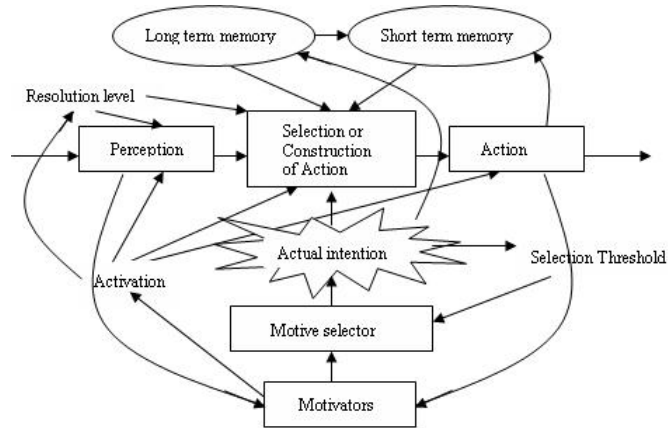 Long term memory
Short term memory
Resolution level
Perception
Selection or
Construction
of Action
Action
Actual intention
Selection Threshold
Activation
Motive selector
Motivators